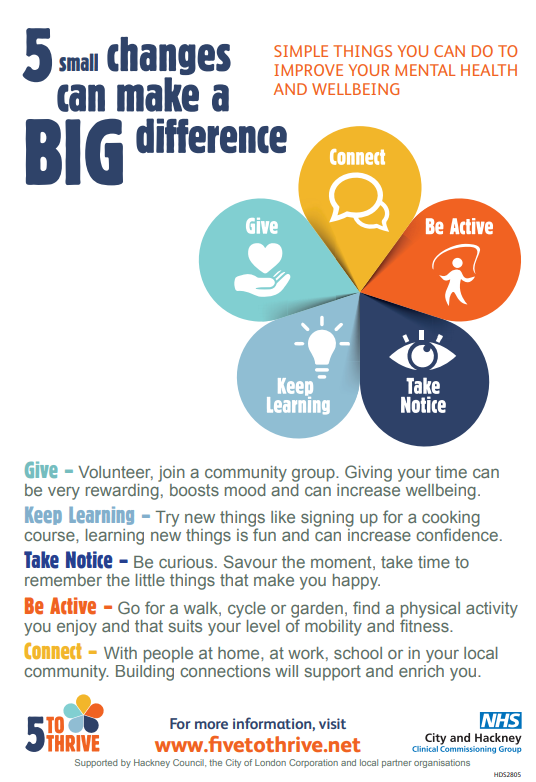 5 small changes
can make a
BIG difference
SIMPLE THINGS YOU CAN DO TO
IMPROVE YOUR MENTAL HEALTH
AND WELLBEING
Connect
Give
Be Active
Keep
Learning
Take
Notice
Give – Volunteer, join a community group. Giving your time can
be very rewarding, boosts mood and can increase wellbeing.
Keep Learning – Try new things like signing up for a cooking
course, learning new things is fun and can increase confidence.
Take Notice – Be curious. Savour the moment, take time to
remember the little things that make you happy.
Be Active – Go for a walk, cycle or garden, find a physical activity
you enjoy and that suits your level of mobility and fitness.
Connect – With people at home, at work, school or in your local
community. Building connections will support and enrich you.
5 TO
THRIVE
For more information, visit
www.fivetothrive.net
NHS
City and Hackney
Clinical Commissioning Group
Supported by Hackney Council, the City of London Corporation and local partner organisations
HDS2805